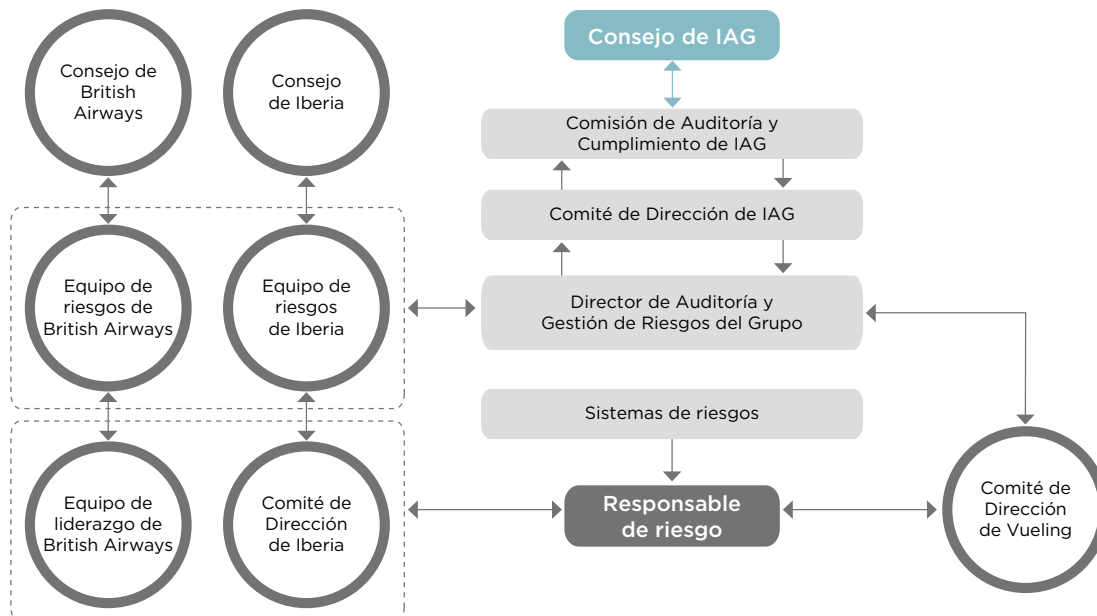 Consejo de
British
Airways
Consejo
de Iberia
Consejo de IAG
Comisión de Auditoría y
Cumplimiento de IAG
Comité de Dirección de IAG
Equipo de
riesgos de
British Airways
Equipo de
riesgos
de Iberia
Director de Auditoría y
Gestión de Riesgos del Grupo
Sistemas de riesgos
Equipo de
liderazgo de
British Airways
Comité de
Dirección
de Iberia
Responsable
de riesgo
Comité de
Dirección
de Vueling